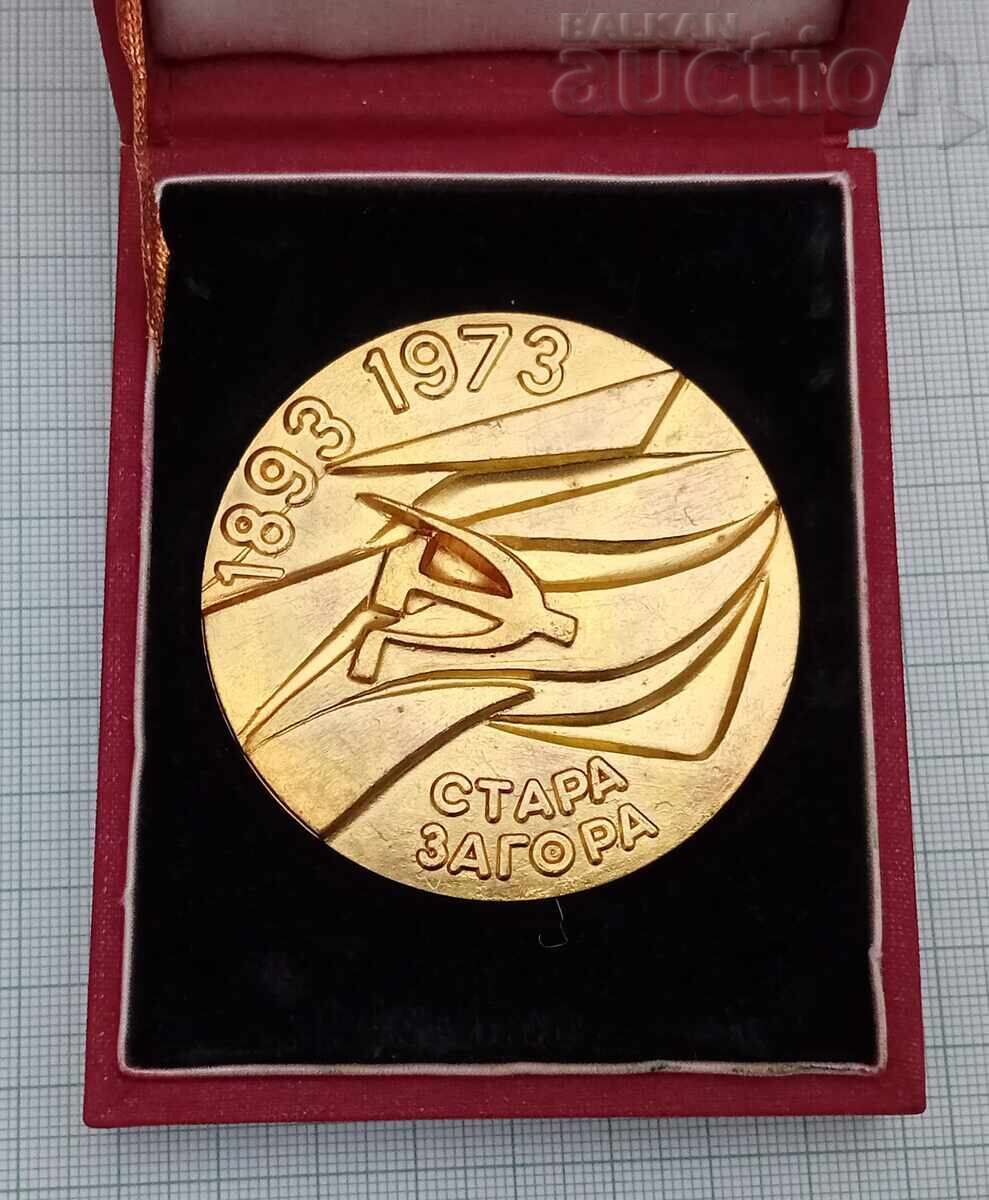 BALKAN
auction
1893 1973
СТАРА
ЗАГОРА